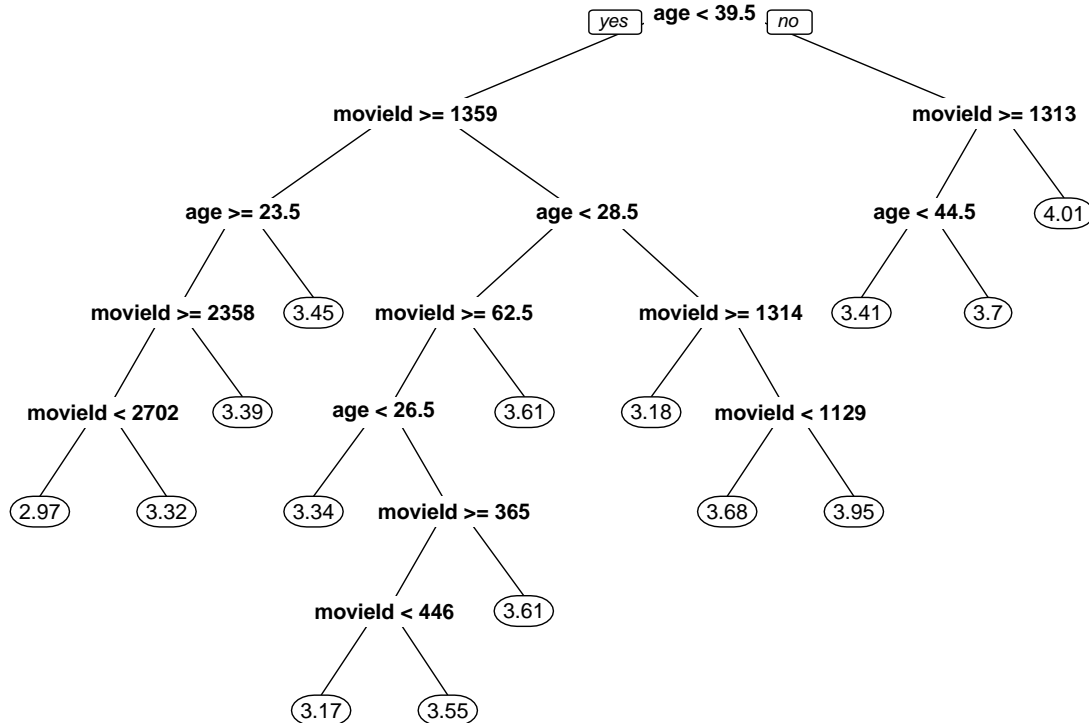 yes age < 39.5 no
movieId >= 1359 movieId >= 1313
age >= 23.5 age < 28.5 age < 44.5 4.01
movieId >= 2358 3.45 movieId >= 62.5 movieId >= 1314 3.41 3.7
movieId < 2702 3.39 age < 26.5 3.61 3.18 movieId < 1129
2.97 3.32 3.34 movieId >= 365 3.68 3.95
movieId < 446 3.61
3.17 3.55